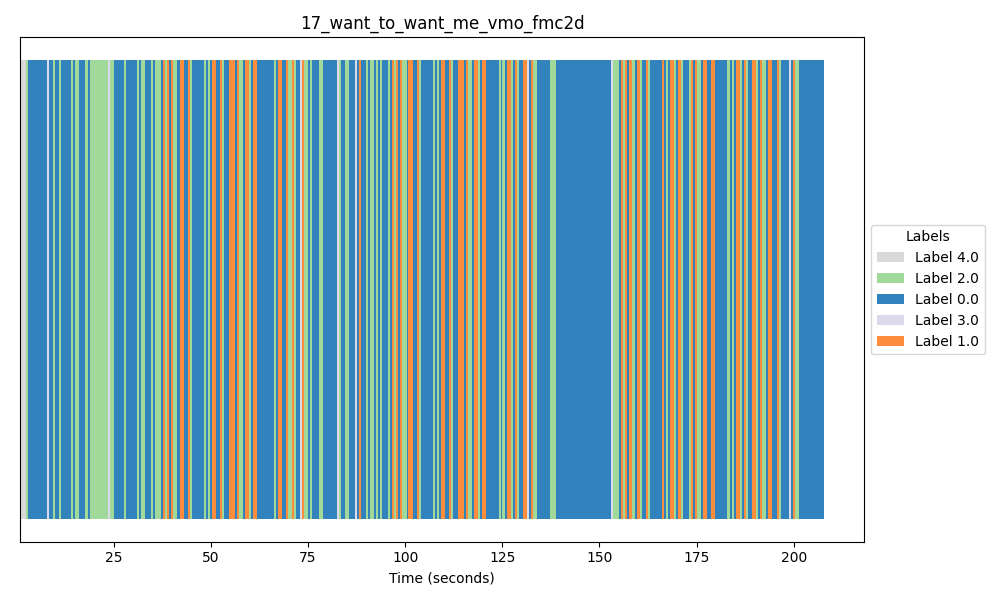 17_want_to_want_me_vmo_fmc2d
Labels
Label 4.0
Label 2.0
Label 0.0
Label 3.0
Label 1.0
25 50 75 100 125 150 175 200
Time (seconds)